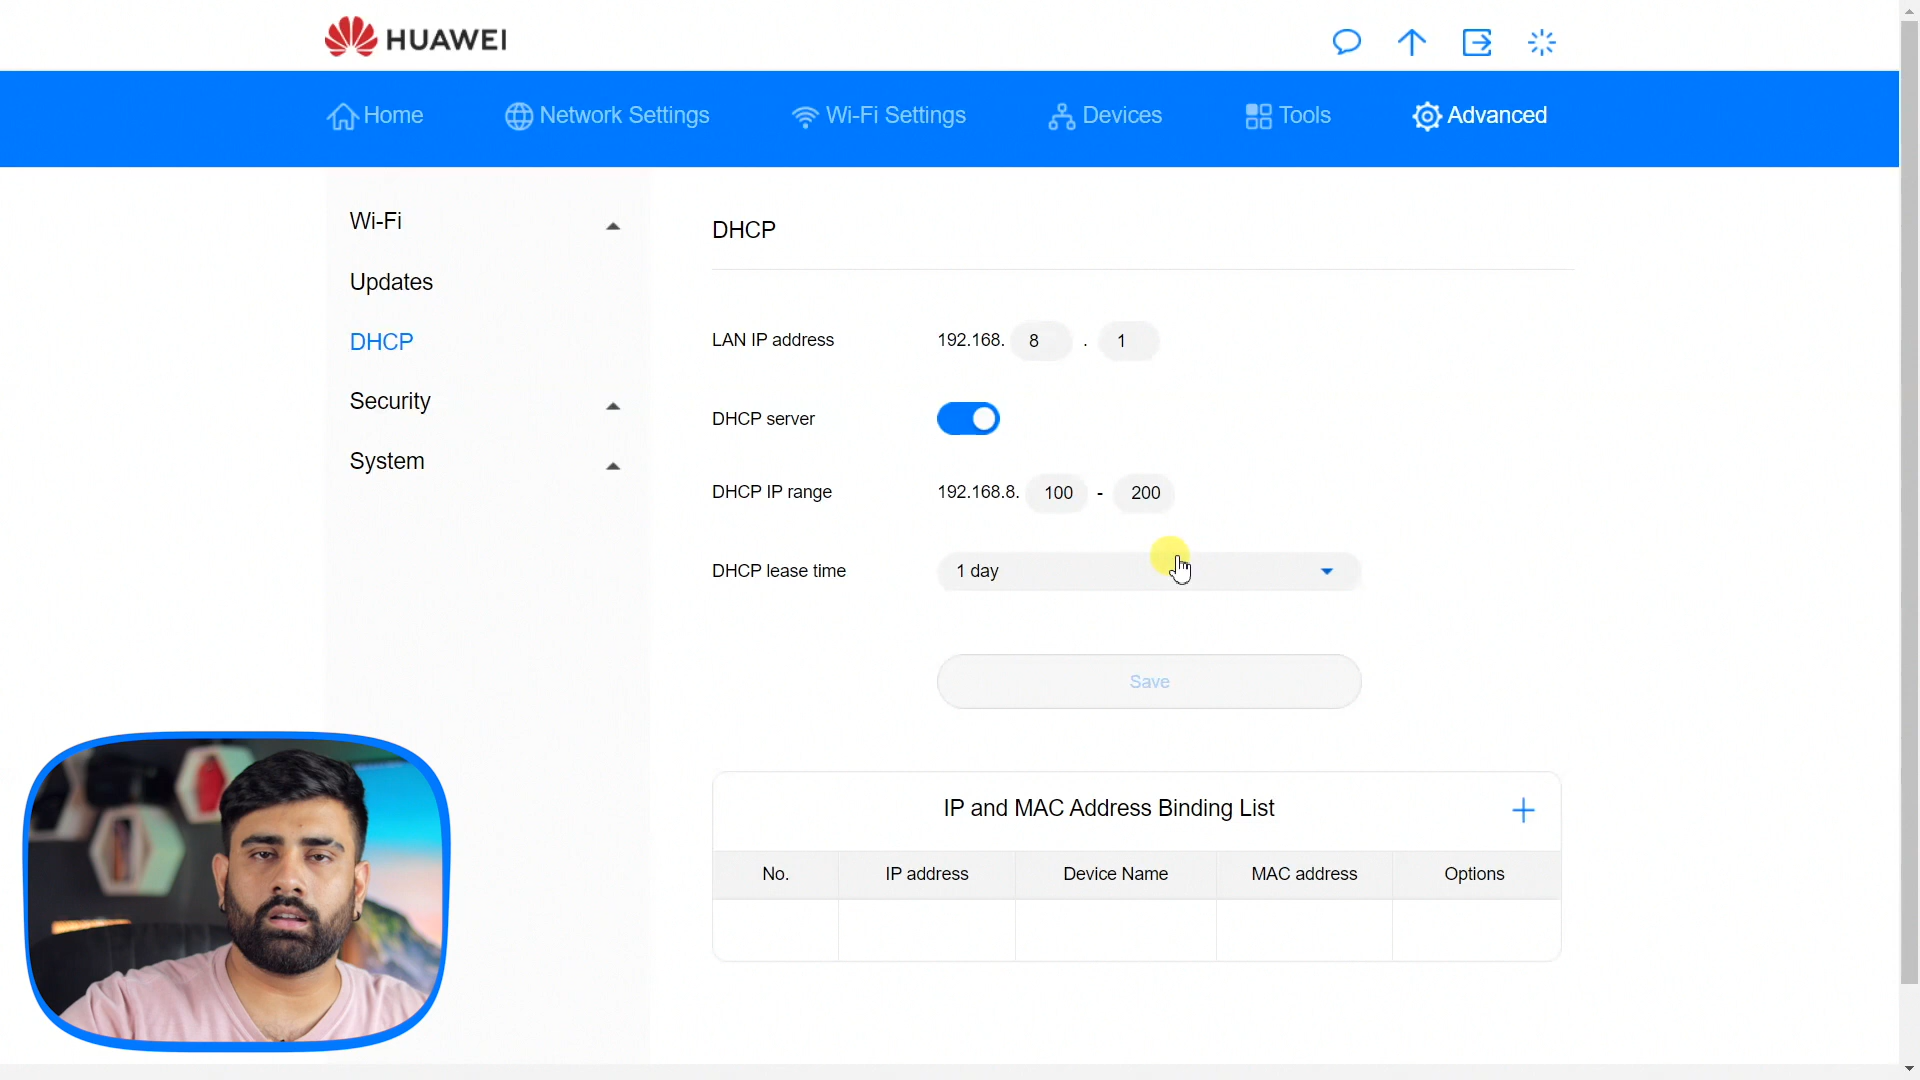 HUAWEI
Home Network Settings Wi-Fi Settings Devices Tools Advanced
Wi-Fi
Updates
DHCP
Security
System
DHCP
LAN IP address 192.168. 8 . 1
DHCP server
DHCP IP range 192.168.8. 100 - 200
DHCP lease time 1 day
Save
IP and MAC Address Binding List
No. IP address Device Name MAC address Options